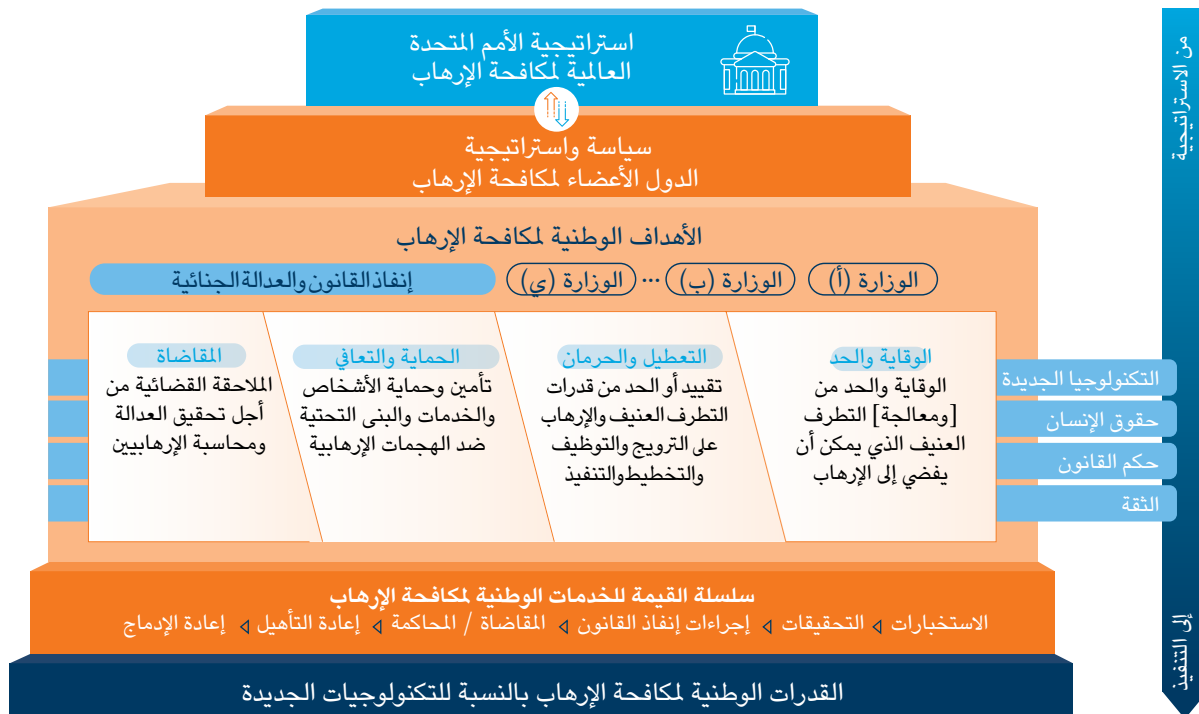 استراتيجية الأمم المتحدة
العالمية لمكافحة الإرهاب
سياسة واستراتيجية
الدول الأعضاء لمكافحة الإرهاب
الأهداف الوطنية لمكافحة الإرهاب
الوزارة (أ)
الوزارة (ب)
...
الوزارة (ي)
إنفاذ القانون والعدالة الجنائية
الوقاية والحد
الوقاية والحد من
[ومعالجة] التطرف
العنيف الذي يمكن أن
يفضي إلى الإرهاب
التعطيل والحرمان
تقييد أو الحد من قدرات
التطرف العنيف والإرهاب
على الترويج والتوظيف
والتخطيط والتنفيذ
الحماية والتعافي
تأمين وحماية الأشخاص
والخدمات والبنى التحتية
ضد الهجمات الإرهابية
المقاضاة
الملاحقة القضائية من
أجل تحقيق العدالة
ومحاسبة الإرهابيين
التكنولوجيا الجديدة
حقوق الإنسان
حكم القانون
الثقة
سلسلة القيمة للخدمات الوطنية لمكافحة الإرهاب
الاستخبارات ◃ التحقيقات ◃ إجراءات إنفاذ القانون ◃ المقاضاة / المحاكمة ◃ إعادة التأهيل ◃ إعادة الإدماج
القدرات الوطنية لمكافحة الإرهاب بالنسبة للتكنولوجيات الجديدة
من الاستراتيجية
إلى التنفيذ